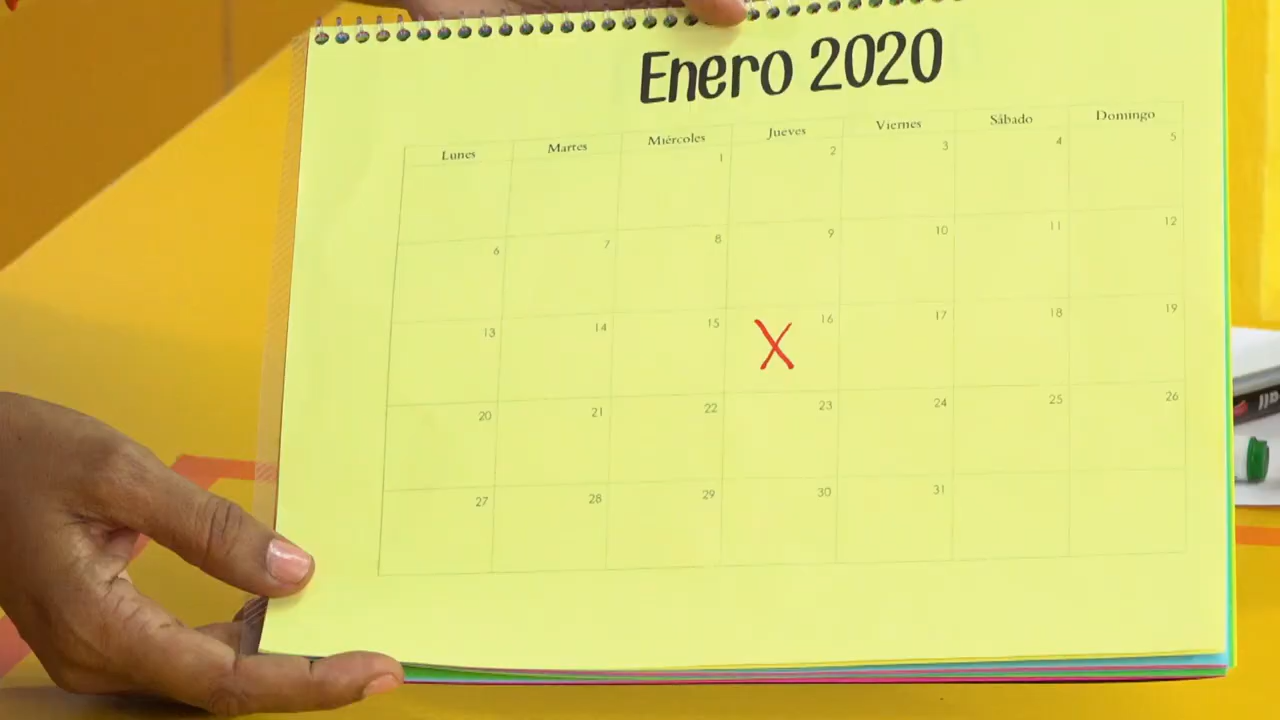 Enero 2020
Lunes Martes Miércoles Jueves Viernes Sábado Domingo
1 2 3 4 5
6 7 8 9 10 11 12
13 14 15 X 16 17 18 19
20 21 22 23 24 25 26
27 28 29 30 31